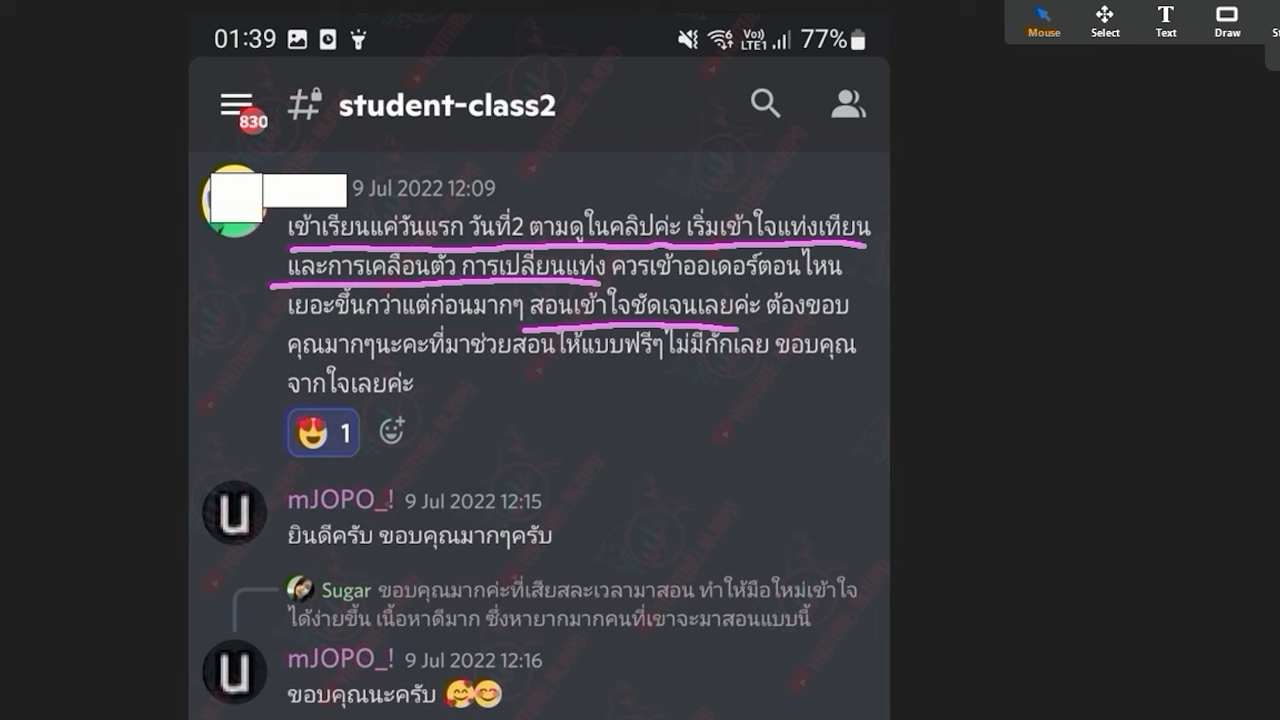 Mouse Select Text Draw
01:39 Vo)) LTE1 77%
830 student-class2
9 Jul 2022 12:09
เข้าเรียนแค่วันแรก วันที่2 ตามดูในคลิปค่ะ เริ่มเข้าใจแท่งเทียน
และการเคลื่อนตัว การเปลี่ยนแท่ง ควรเข้าออเดอร์ตอนไหน
เยอะขึ้นกว่าแต่ก่อนมากๆ สอนเข้าใจชัดเจนเลยค่ะ ต้องขอบ
คุณมากๆนะคะที่มาช่วยสอนให้แบบฟรีๆไม่มีกั๊กเลย ขอบคุณ
จากใจเลยค่ะ
1
mJOPO_! 9 Jul 2022 12:15
ยินดีครับ ขอบคุณมากๆครับ
Sugar ขอบคุณมากค่ะที่เสียสละเวลามาสอน ทำให้มือใหม่เข้าใจ
ได้ง่ายขึ้น เนื้อหาดีมาก ซึ่งหายากมากคนที่เขาจะมาสอนแบบนี้
mJOPO_! 9 Jul 2022 12:16
ขอบคุณนะครับ 🥰😊